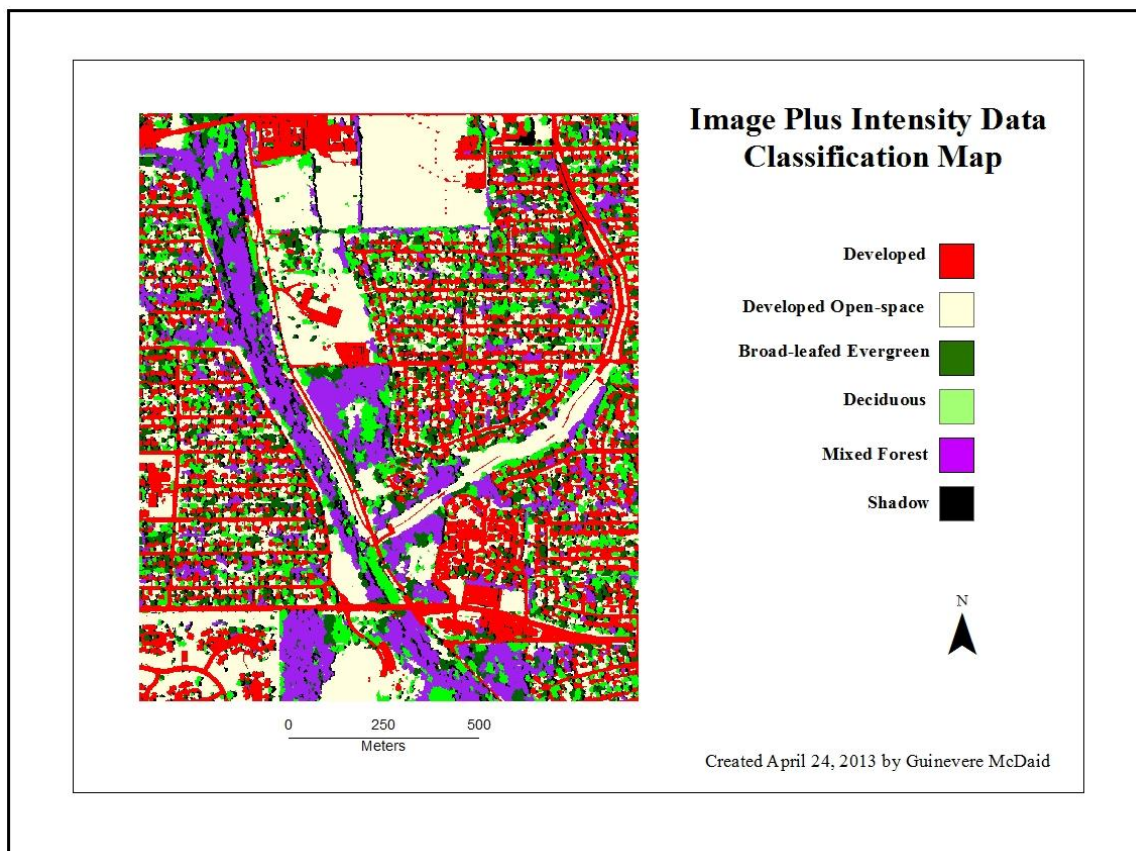 Image Plus Intensity Data
Classification Map
Developed
Developed Open-space
Broad-leafed Evergreen
Deciduous
Mixed Forest
Shadow
N
0 250 500
Meters
Created April 24, 2013 by Guinevere McDaid